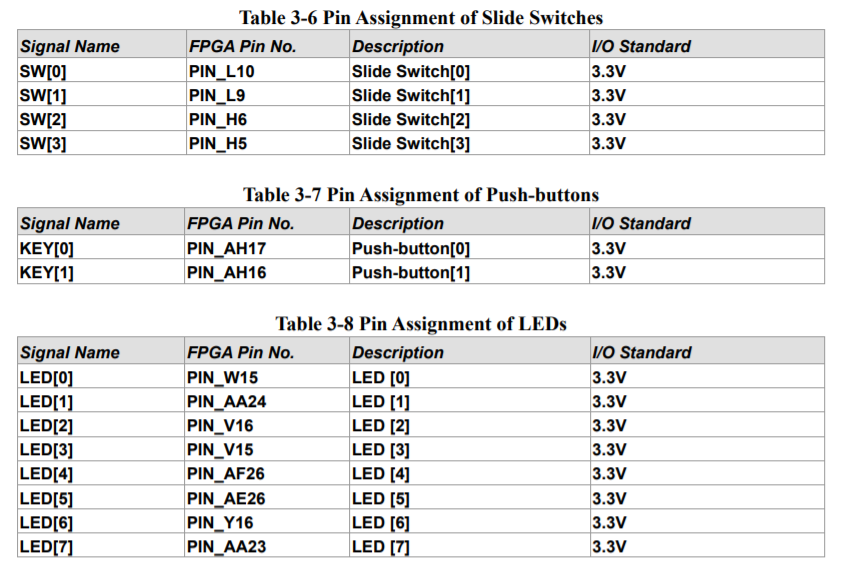 Table 3-6 Pin Assignment of Slide Switches
Signal Name FPGA Pin No. Description I/O Standard
SW[0] PIN_L10 Slide Switch[0] 3.3V
SW[1] PIN_L9 Slide Switch[1] 3.3V
SW[2] PIN_H6 Slide Switch[2] 3.3V
SW[3] PIN_H5 Slide Switch[3] 3.3V
Table 3-7 Pin Assignment of Push-buttons
Signal Name FPGA Pin No. Description I/O Standard
KEY[0] PIN_AH17 Push-button[0] 3.3V
KEY[1] PIN_AH16 Push-button[1] 3.3V
Table 3-8 Pin Assignment of LEDs
Signal Name FPGA Pin No. Description I/O Standard
LED[0] PIN_W15 LED [0] 3.3V
LED[1] PIN_AA24 LED [1] 3.3V
LED[2] PIN_V16 LED [2] 3.3V
LED[3] PIN_V15 LED [3] 3.3V
LED[4] PIN_AF26 LED [4] 3.3V
LED[5] PIN_AE26 LED [5] 3.3V
LED[6] PIN_Y16 LED [6] 3.3V
LED[7] PIN_AA23 LED [7] 3.3V